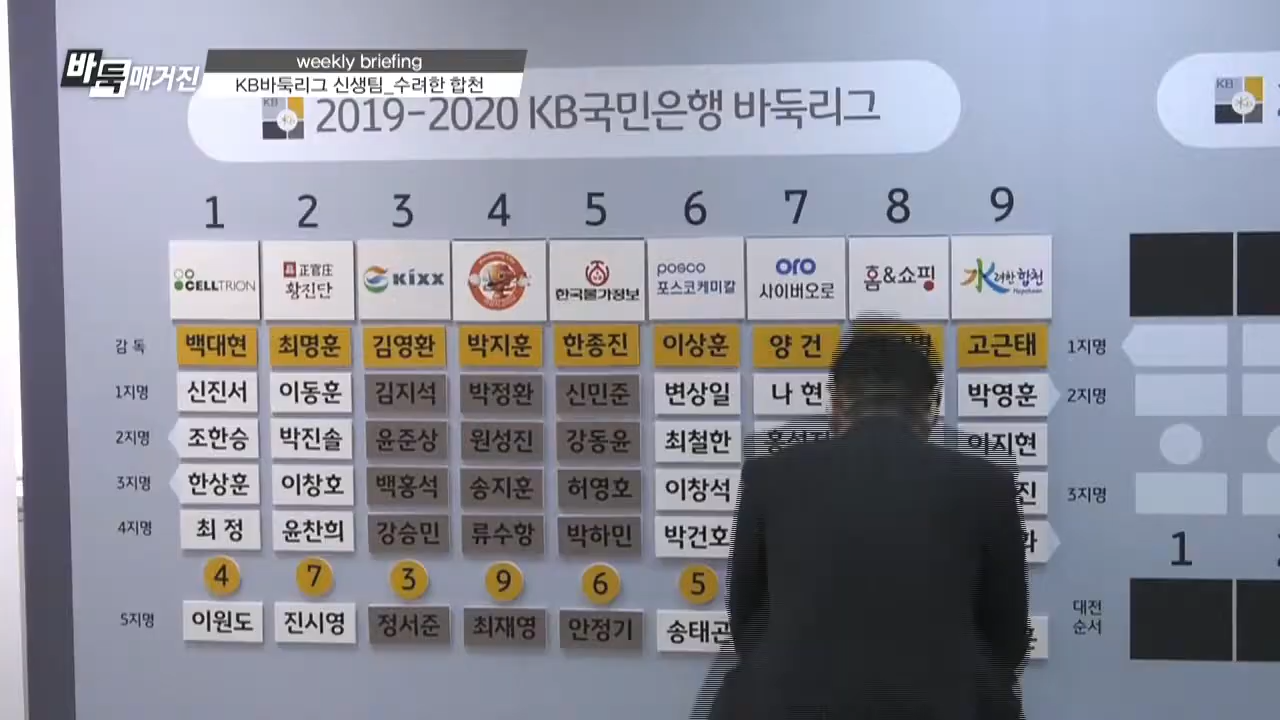 바둑매거진
weekly briefing
KB바둑리그 신생팀_수려한 합천
KB
2019-2020 KB국민은행 바둑리그
KB
1 2 3 4 5 6 7 8 9
CELLTRION 正官庄 황진단 KIXX 한국물가정보 posco 포스코케미칼 oro 사이버오로 홈&쇼핑 水려한합천
감독 백대현 최명훈 김영환 박지훈 한종진 이상훈 양건 고근태 1지명
1지명 신진서 이동훈 김지석 박정환 신민준 변상일 나현 박영훈 2지명
2지명 조한승 박진솔 윤준상 원성진 강동윤 최철한 이지현
3지명 한상훈 이창호 백홍석 송지훈 허영호 이창석 진 3지명
4지명 최정 윤찬희 강승민 류수항 박하민 박건호
4 7 3 9 6 5 1
5지명 이원도 진시영 정서준 최재영 안정기 송태곤 대전
순서